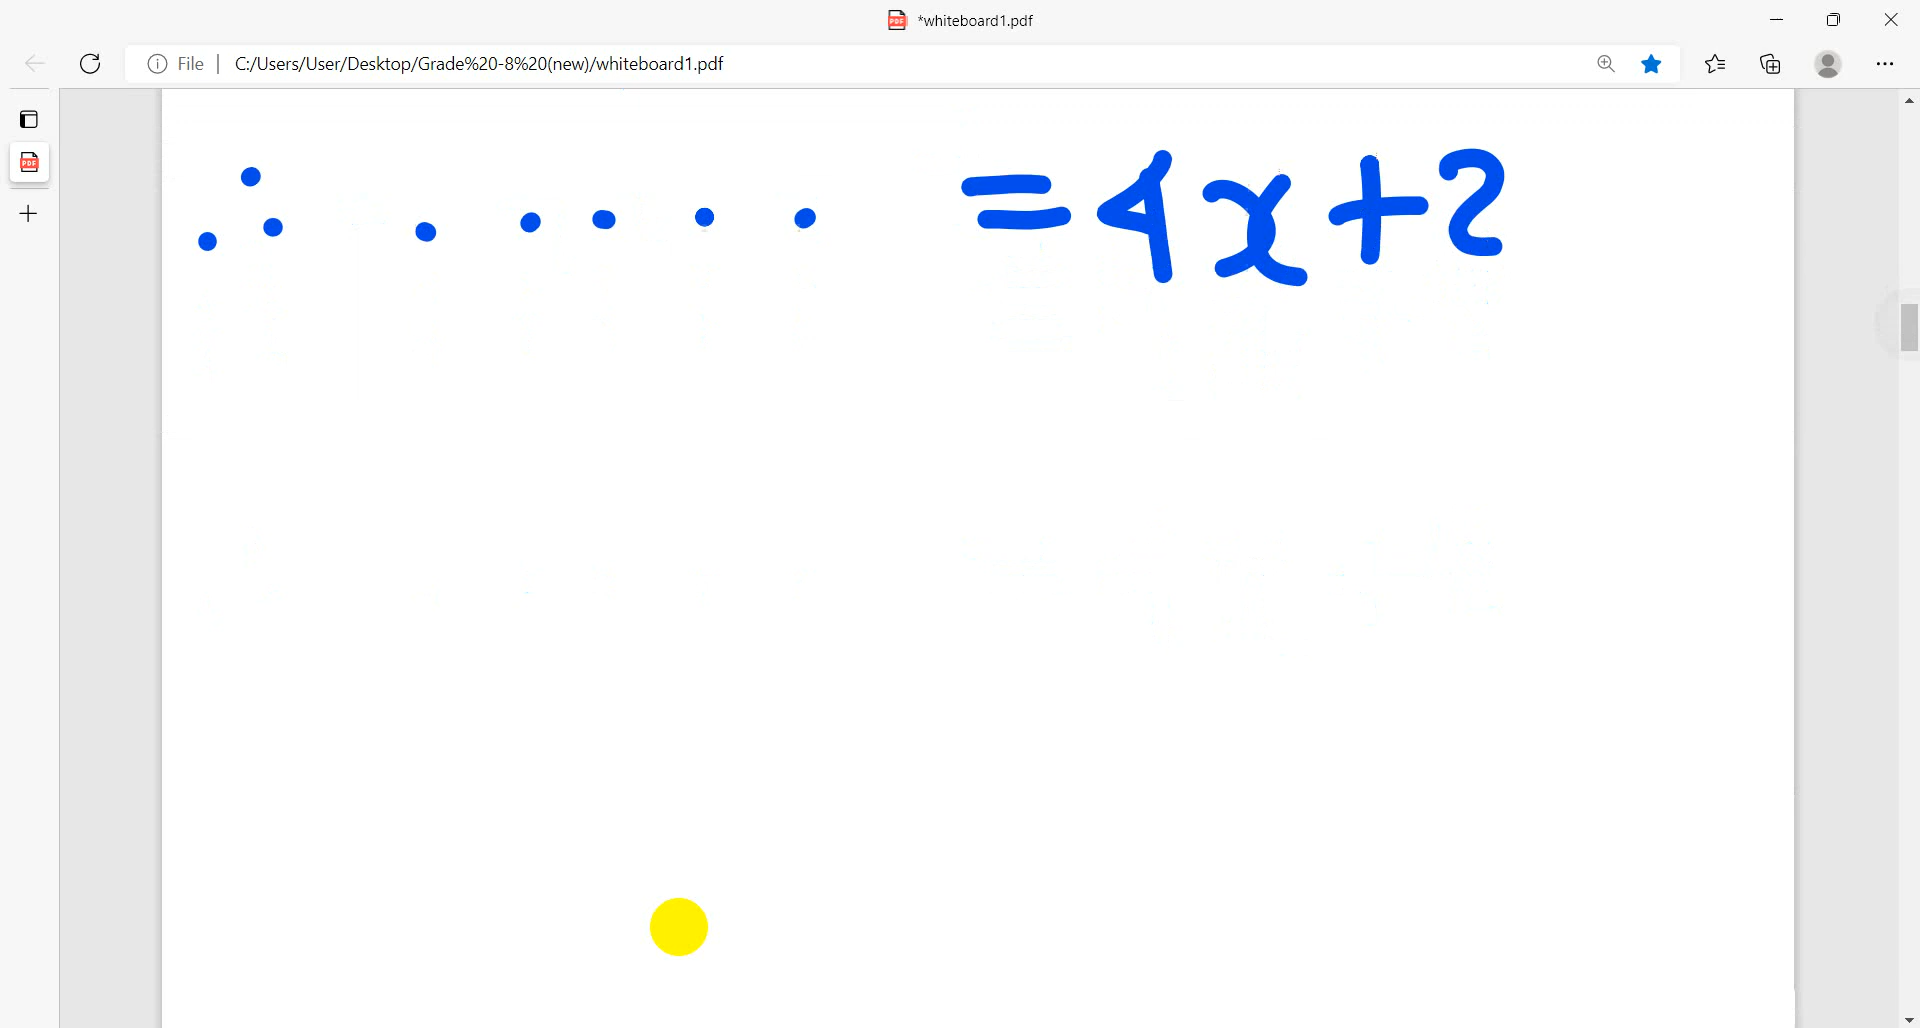 *whiteboard1.pdf
File | C:/Users/User/Desktop/Grade%20-8%20(new)/whiteboard1.pdf
∴ . . . . . = 4x+2